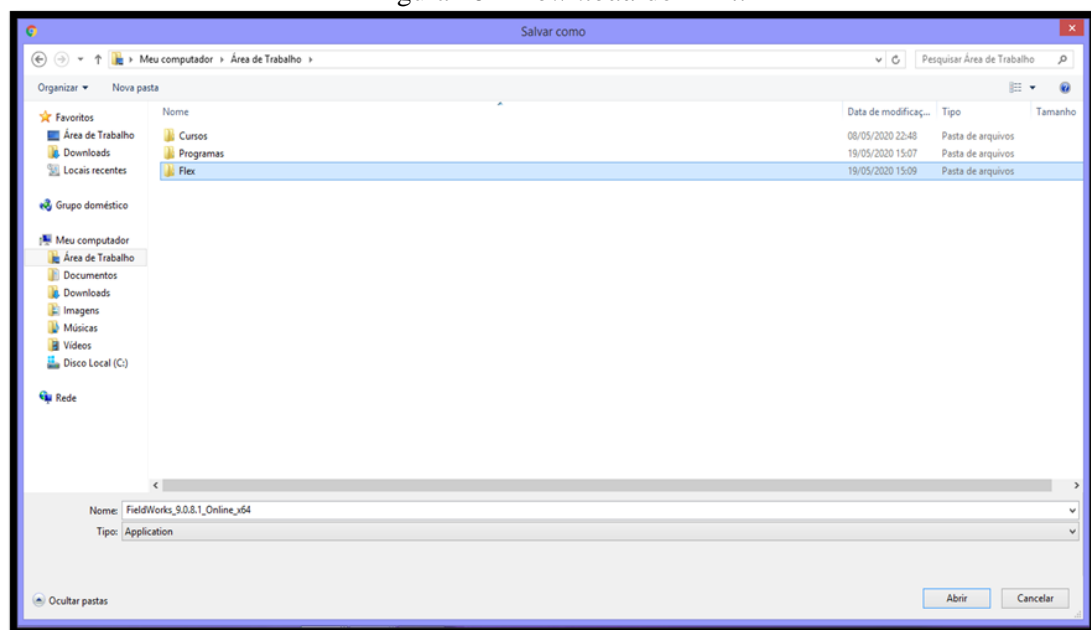 Salvar como
Meu computador Área de Trabalho Pesquisar Área de Trabalho
Organizar Nova pasta
Nome Data de modificaç... Tipo Tamanho
Favoritos
Área de Trabalho
Downloads
Locais recentes
Cursos 08/05/2020 22:48 Pasta de arquivos
Programas 19/05/2020 15:07 Pasta de arquivos
Flex 19/05/2020 15:09 Pasta de arquivos
Grupo doméstico
Meu computador
Área de Trabalho
Documentos
Downloads
Imagens
Músicas
Vídeos
Disco Local (C:)
Rede
Nome: FieldWorks_9.0.8.1_Online_x64
Tipo: Application
Ocultar pastas Abrir Cancelar